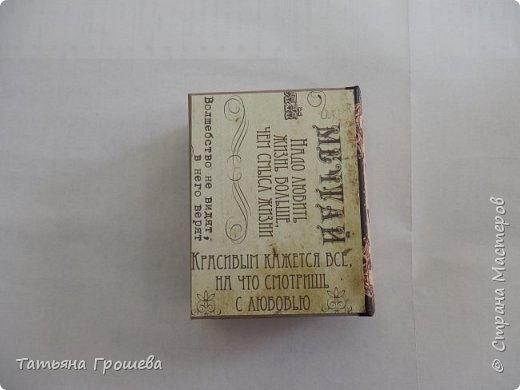 МЕЧТАЙ
НАДО ЛЮБИТЬ
ЖИЗНЬ БОЛЬШЕ,
ЧЕМ СМЫСЛ ЖИЗНИ
Волшебство не видят,
в него верят
КРАСИВЫМ КАЖЕТСЯ ВСЕ,
НА ЧТО СМОТРИШЬ
С ЛЮБОВЬЮ
Татьяна Грошева
© Страна Мастеров